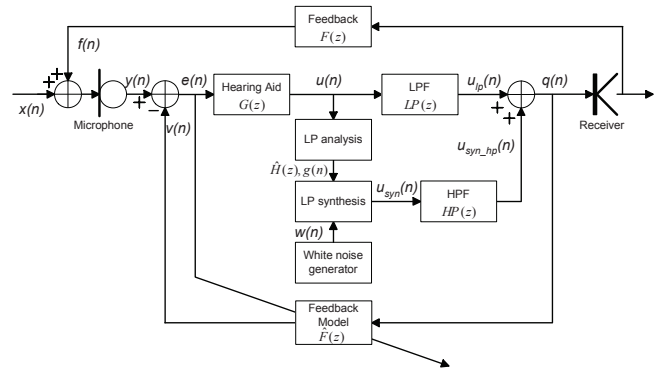 Feedback
F(z)
f(n)
+
+
x(n)
Microphone
y(n)
+
−
v(n)
e(n)
Hearing Aid
G(z)
u(n)
LPF
LP(z)
u_lp(n)
+
+
q(n)
Receiver
LP analysis
Ĥ(z), g(n)
LP synthesis
u_syn(n)
HPF
HP(z)
u_syn_hp(n)
w(n)
White noise
generator
Feedback
Model
F̂(z)